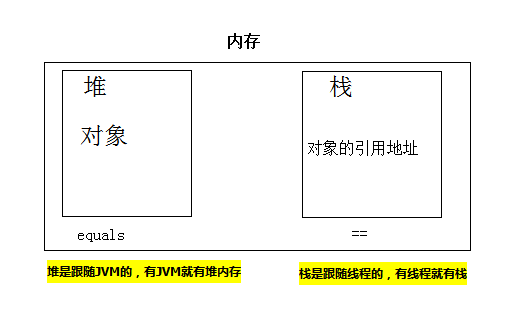 内存
堆
对象
equals
堆是跟随JVM的，有JVM就有堆内存
栈
对象的引用地址
==
栈是跟随线程的，有线程就有栈